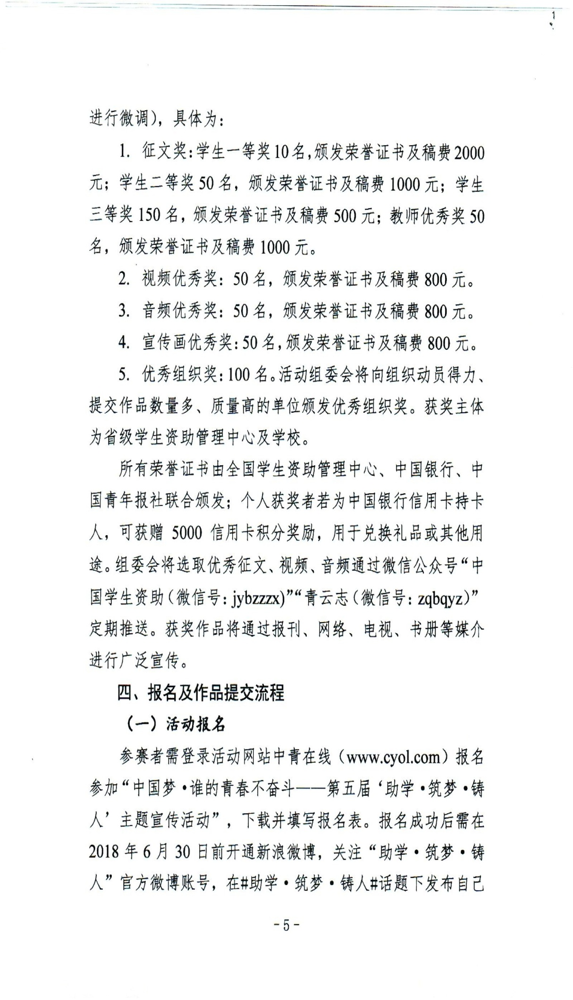 进行微调），具体为：
1. 征文奖：学生一等奖10名，颁发荣誉证书及稿费2000
元；学生二等奖50名，颁发荣誉证书及稿费1000元；学生
三等奖150名，颁发荣誉证书及稿费500元；教师优秀奖50
名，颁发荣誉证书及稿费1000元。
2. 视频优秀奖：50名，颁发荣誉证书及稿费800元。
3. 音频优秀奖：50名，颁发荣誉证书及稿费800元。
4. 宣传画优秀奖：50名，颁发荣誉证书及稿费800元。
5. 优秀组织奖：100名。活动组委会将向组织动员得力、
提交作品数量多、质量高的单位颁发优秀组织奖。获奖主体
为省级学生资助管理中心及学校。
所有荣誉证书由全国学生资助管理中心、中国银行、中
国青年报社联合颁发；个人获奖者若为中国银行信用卡持卡
人，可获赠 5000 信用卡积分奖励，用于兑换礼品或其他用
途。组委会将选取优秀征文、视频、音频通过微信公众号“中
国学生资助（微信号：jybzzzx）”“青云志（微信号：zqbqyz）”
定期推送。获奖作品将通过报刊、网络、电视、书册等媒介
进行广泛宣传。
四、报名及作品提交流程
（一）活动报名
参赛者需登录活动网站中青在线（www.cyol.com）报名
参加“中国梦·谁的青春不奋斗——第五届‘助学·筑梦·铸
人’主题宣传活动”，下载并填写报名表。报名成功后需在
2018年6月30日前开通新浪微博，关注“助学·筑梦·铸
人”官方微博账号，在#助学·筑梦·铸人#话题下发布自己
-5-